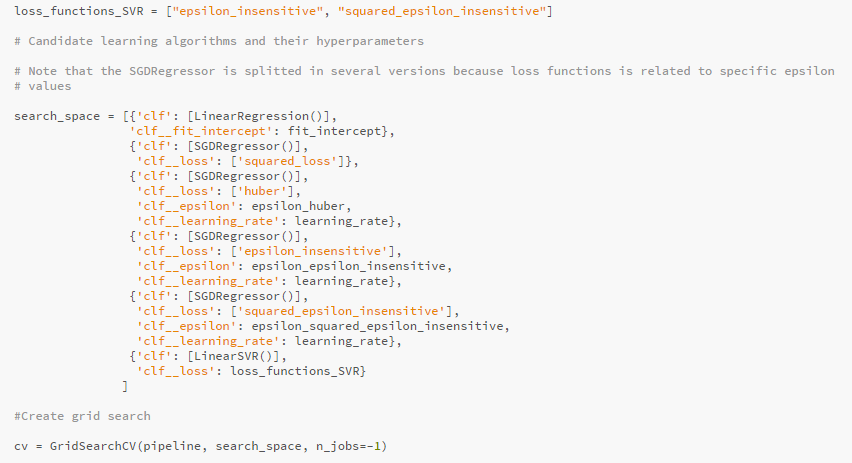 loss_functions_SVR = ["epsilon_insensitive", "squared_epsilon_insensitive"]
# Candidate learning algorithms and their hyperparameters
# Note that the SGDRegressor is splitted in several versions because loss functions is related to specific epsilon
# values
search_space = [{'clf': [LinearRegression()],
'clf__fit_intercept': fit_intercept},
{'clf': [SGDRegressor()],
'clf__loss': ['squared_loss']},
{'clf': [SGDRegressor()],
'clf__loss': ['huber'],
'clf__epsilon': epsilon_huber,
'clf__learning_rate': learning_rate},
{'clf': [SGDRegressor()],
'clf__loss': ['epsilon_insensitive'],
'clf__epsilon': epsilon_epsilon_insensitive,
'clf__learning_rate': learning_rate},
{'clf': [SGDRegressor()],
'clf__loss': ['squared_epsilon_insensitive'],
'clf__epsilon': epsilon_squared_epsilon_insensitive,
'clf__learning_rate': learning_rate},
{'clf': [LinearSVR()],
'clf__loss': loss_functions_SVR}
]
#Create grid search
cv = GridSearchCV(pipeline, search_space, n_jobs=-1)